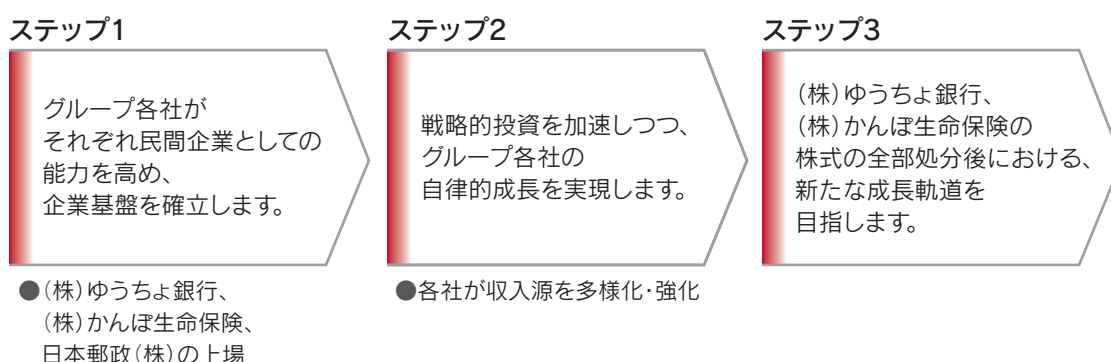 ステップ1
グループ各社が
それぞれ民間企業としての
能力を高め、
企業基盤を確立します。
●(株)ゆうちょ銀行、
(株)かんぽ生命保険、
日本郵政(株)の上場
ステップ2
戦略的投資を加速しつつ、
グループ各社の
自律的成長を実現します。
●各社が収入源を多様化・強化
ステップ3
(株)ゆうちょ銀行、
(株)かんぽ生命保険の
株式の全部処分後における、
新たな成長軌道を
目指します。